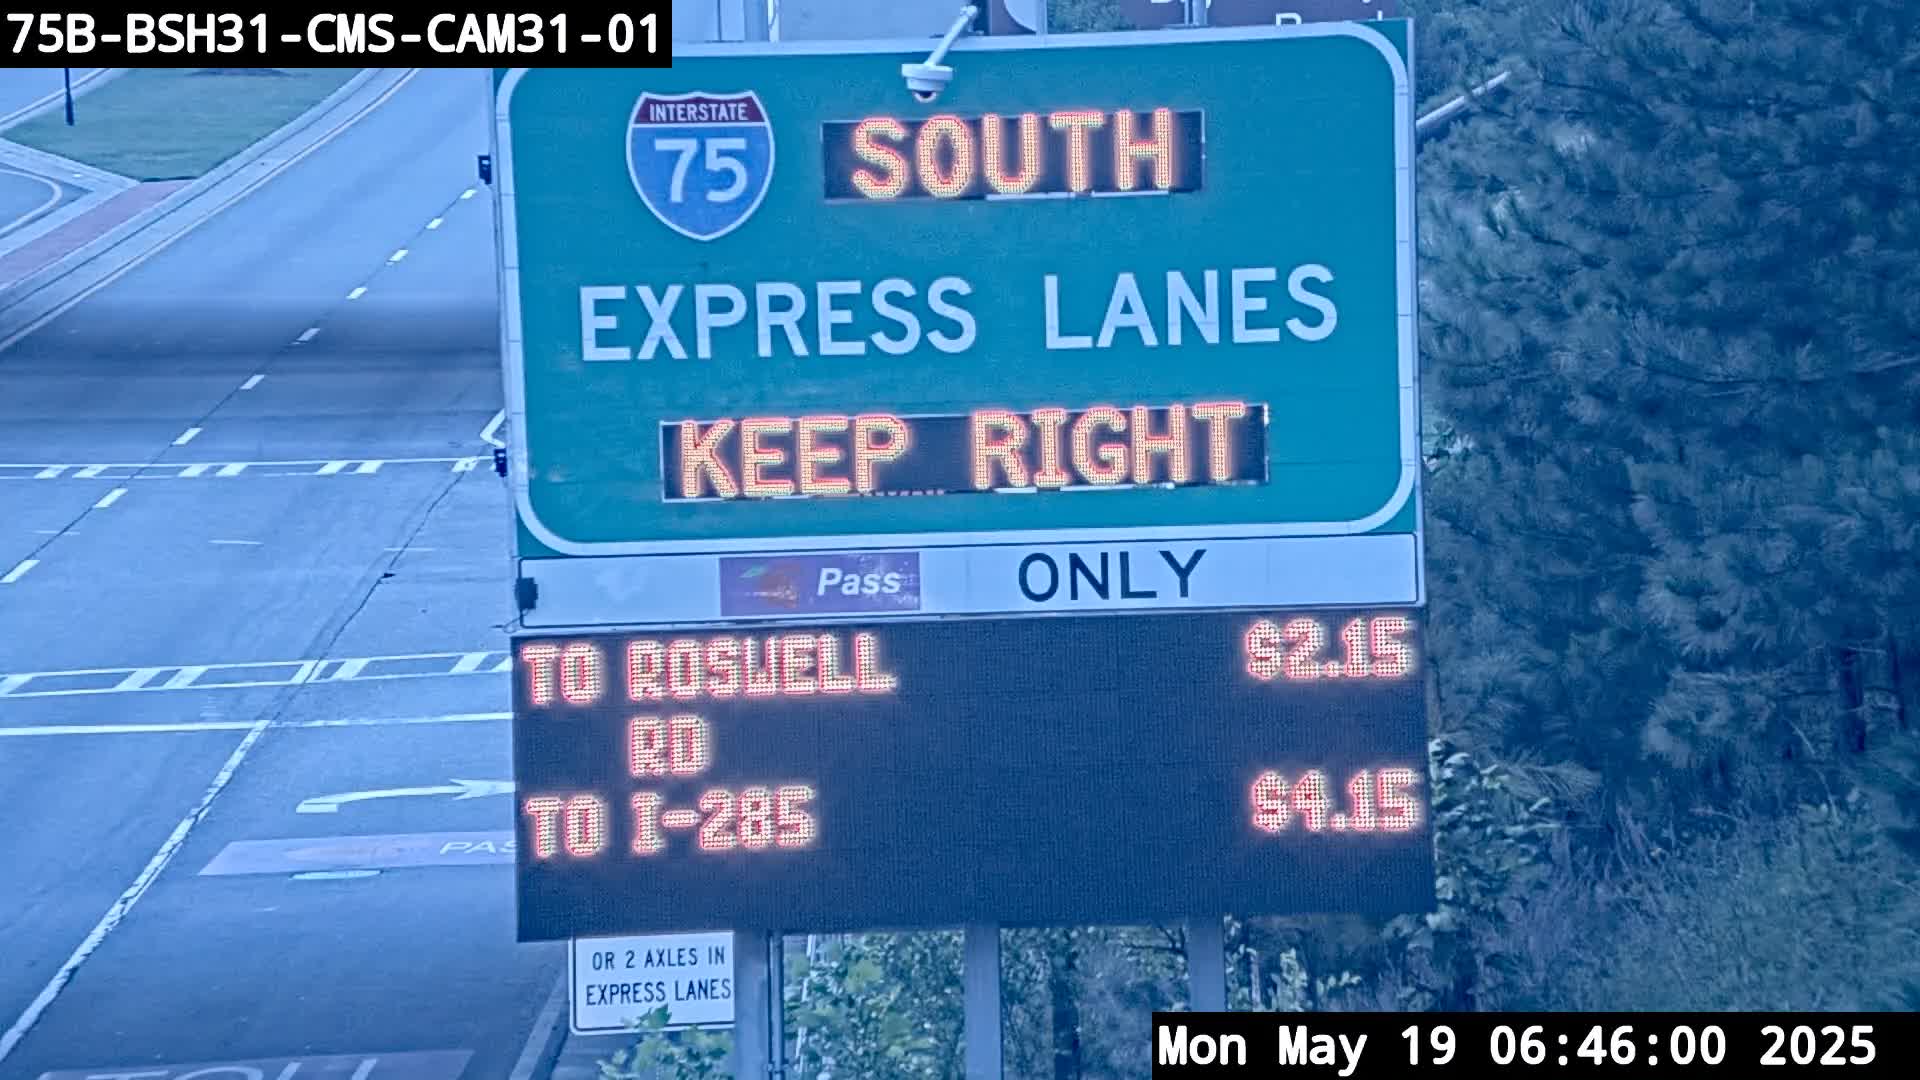 75B-BSH31-CMS-CAM31-01
INTERSTATE
75
SOUTH
EXPRESS LANES
KEEP RIGHT
Pass ONLY
TO ROSWELL $2.15
RD
TO I-285 $4.15
OR 2 AXLES IN
EXPRESS LANES
TOLL
Mon May 19 06:46:00 2025